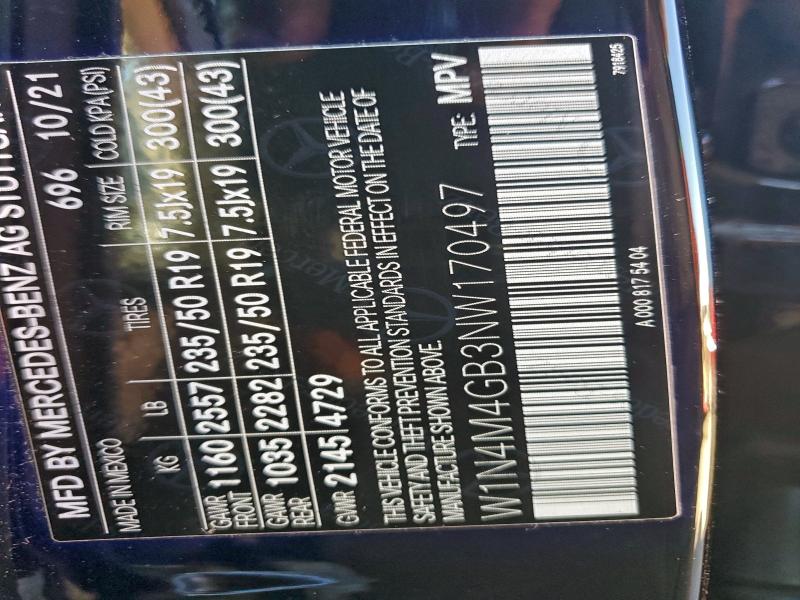 MFD BY MERCEDES-BENZ AG
696 10/21
MADE IN MEXICO
KG LB TIRES RIM SIZE COLD KPA(PSI)
GAWR FRONT 1160 2557 235/50 R19 7.5Jx19 300(43)
GAWR REAR 1035 2282 235/50 R19 7.5Jx19 300(43)
GVWR 2145 4729
THIS VEHICLE CONFORMS TO ALL APPLICABLE FEDERAL MOTOR VEHICLE
SAFETY AND THEFT PREVENTION STANDARDS IN EFFECT ON THE DATE OF
MANUFACTURE SHOWN ABOVE.
W1N4M4GB3NW170497 TYPE: MPV
A 000 817 54 04
7918425